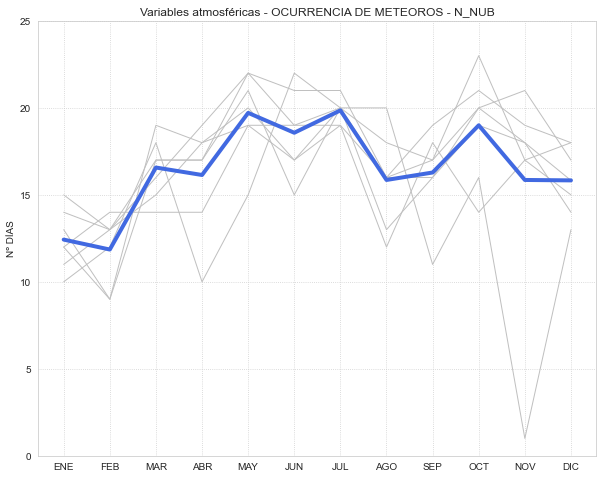 Variables atmosféricas - OCURRENCIA DE METEOROS - N_NUB
25
20
15
10
5
0
N° DÍAS
ENE FEB MAR ABR MAY JUN JUL AGO SEP OCT NOV DIC